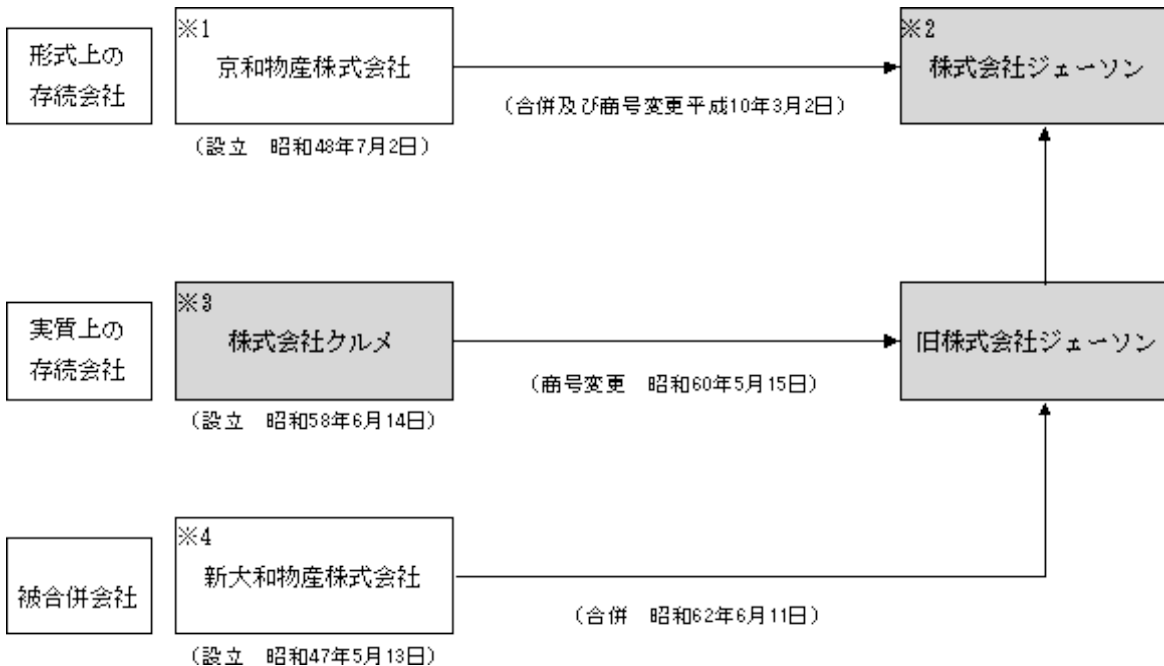 形式上の
存続会社
※1
京和物産株式会社
(設立 昭和48年7月2日)
(合併及び商号変更平成10年3月2日)
※2
株式会社ジェーソン
実質上の
存続会社
※3
株式会社クルメ
(設立 昭和58年6月14日)
(商号変更 昭和60年5月15日)
旧株式会社ジェーソン
被合併会社
※4
新大和物産株式会社
(設立 昭和47年5月13日)
(合併 昭和62年6月11日)